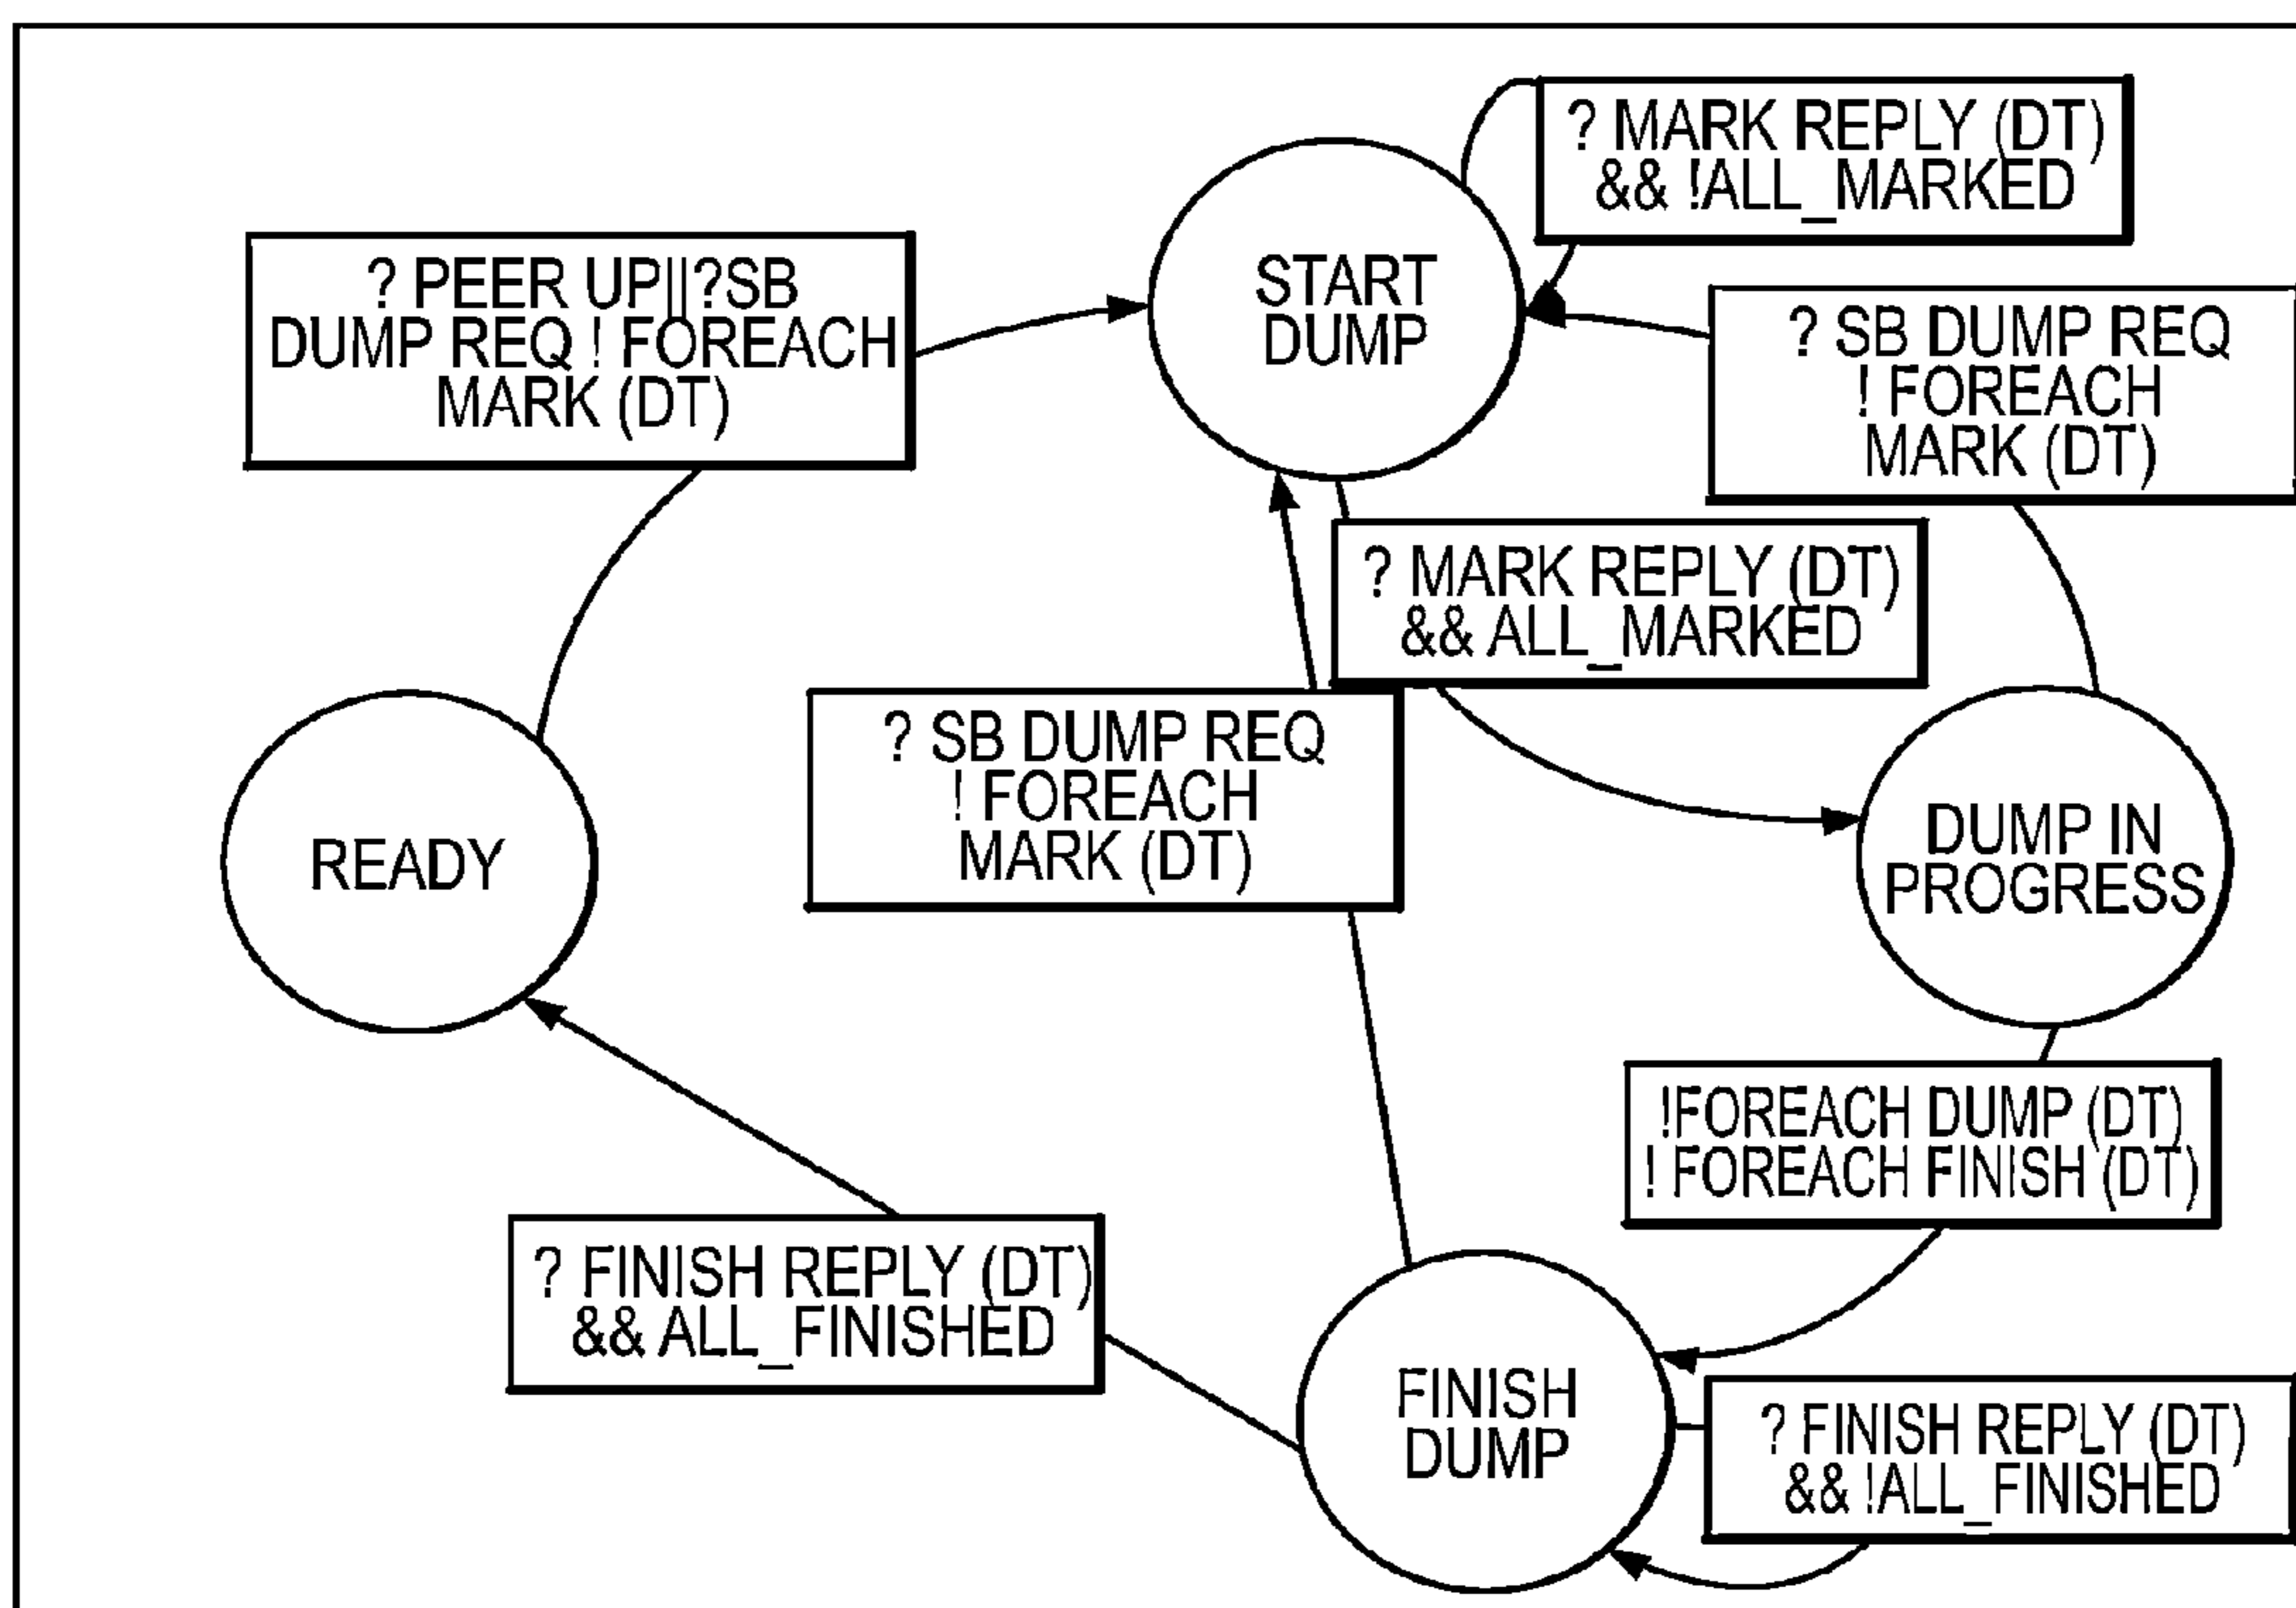 ? MARK REPLY (DT)
&& !ALL_MARKED
? PEER UP||?SB
DUMP REQ ! FOREACH
MARK (DT)
START
DUMP
? SB DUMP REQ
! FOREACH
MARK (DT)
? MARK REPLY (DT)
&& ALL_MARKED
? SB DUMP REQ
! FOREACH
MARK (DT)
READY
DUMP IN
PROGRESS
!FOREACH DUMP (DT)
! FOREACH FINISH (DT)
? FINISH REPLY (DT)
&& ALL_FINISHED
FINISH
DUMP
? FINISH REPLY (DT)
&& !ALL_FINISHED